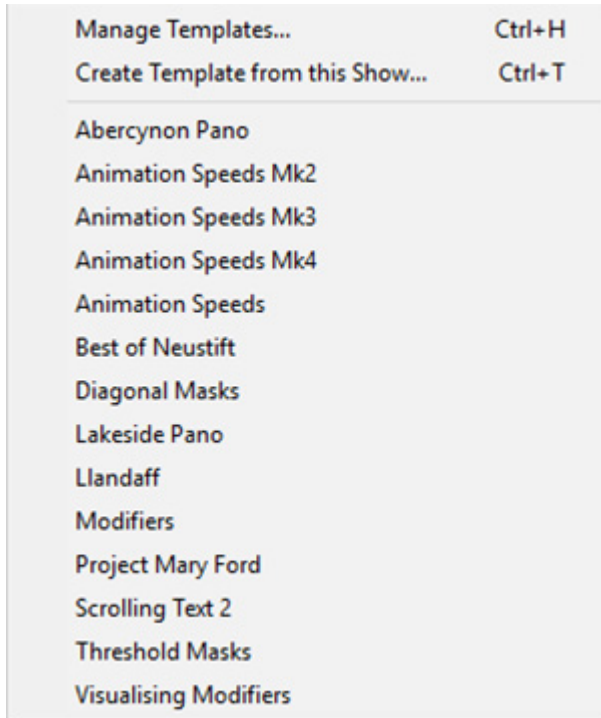 Manage Templates... Ctrl+H
Create Template from this Show... Ctrl+T
Abercynon Pano
Animation Speeds Mk2
Animation Speeds Mk3
Animation Speeds Mk4
Animation Speeds
Best of Neustift
Diagonal Masks
Lakeside Pano
Llandaff
Modifiers
Project Mary Ford
Scrolling Text 2
Threshold Masks
Visualising Modifiers